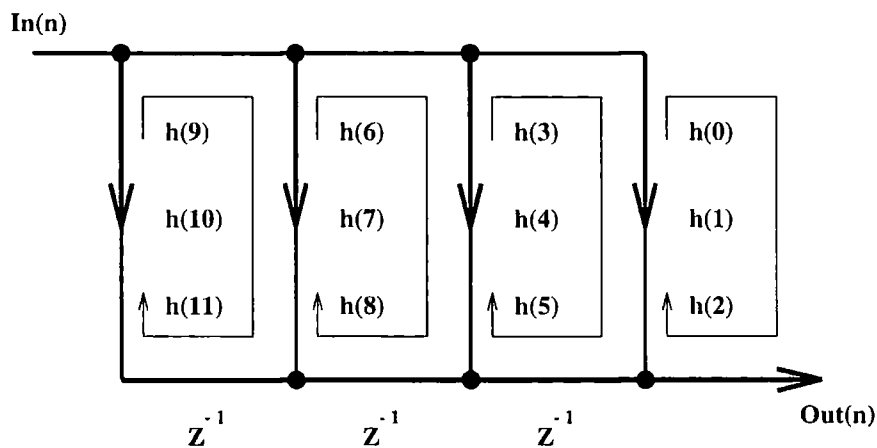 In(n)
h(9) h(6) h(3) h(0)
h(10) h(7) h(4) h(1)
h(11) h(8) h(5) h(2)
Out(n)
Z⁻¹ Z⁻¹ Z⁻¹